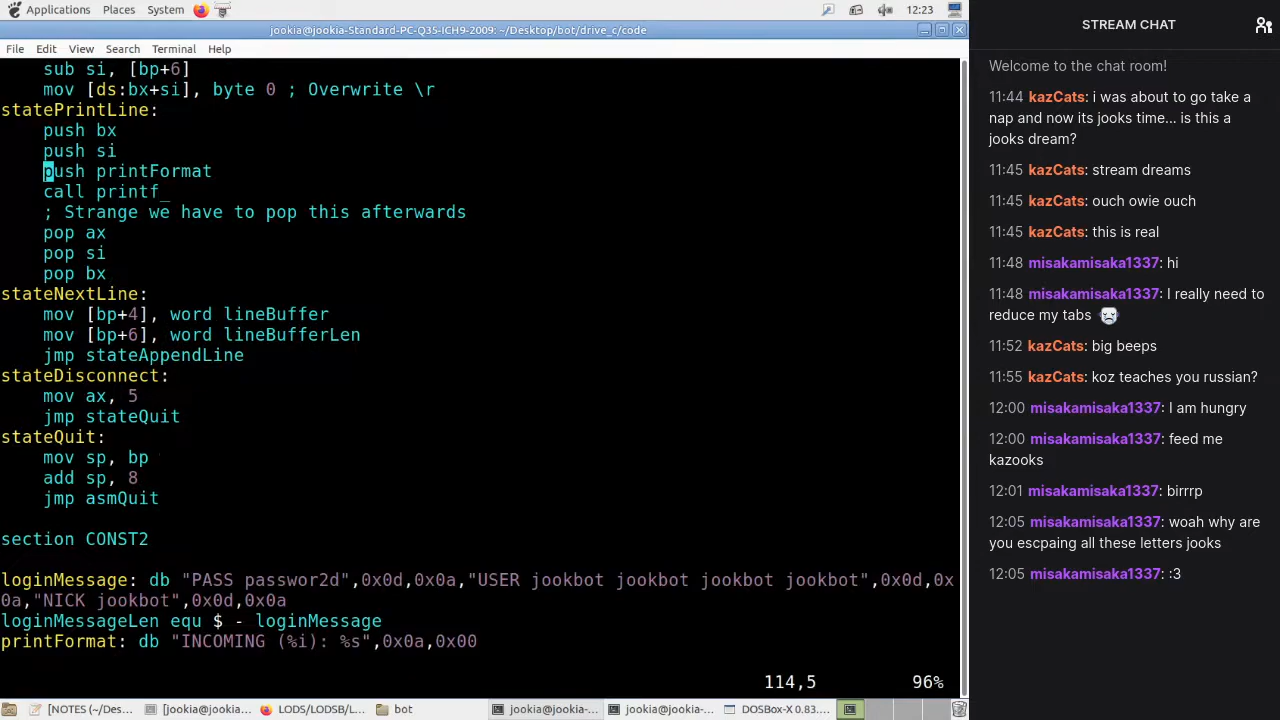 Applications Places System 12:23
jookia@jookia-Standard-PC-Q35-ICH9-2009: ~/Desktop/bot/drive_c/code
File Edit View Search Terminal Help
sub si, [bp+6]
mov [ds:bx+si], byte 0 ; Overwrite \r
statePrintLine:
push bx
push si
push printFormat
call printf_
; Strange we have to pop this afterwards
pop ax
pop si
pop bx
stateNextLine:
mov [bp+4], word lineBuffer
mov [bp+6], word lineBufferLen
jmp stateAppendLine
stateDisconnect:
mov ax, 5
jmp stateQuit
stateQuit:
mov sp, bp
add sp, 8
jmp asmQuit
section CONST2
loginMessage: db "PASS passwor2d",0x0d,0x0a,"USER jookbot jookbot jookbot jookbot",0x0d,0x
0a,"NICK jookbot",0x0d,0x0a
loginMessageLen equ $ - loginMessage
printFormat: db "INCOMING (%i): %s",0x0a,0x00
114,5 96%
[NOTES (~/Des... [jookia@jookia... LODS/LODSB/L... bot jookia@jookia-... jookia@jookia-... DOSBox-X 0.83....
STREAM CHAT
Welcome to the chat room!
11:44 kazCats: i was about to go take a
nap and now its jooks time... is this a
jooks dream?
11:45 kazCats: stream dreams
11:45 kazCats: ouch owie ouch
11:45 kazCats: this is real
11:48 misakamisaka1337: hi
11:48 misakamisaka1337: I really need to
reduce my tabs
11:52 kazCats: big beeps
11:55 kazCats: koz teaches you russian?
12:00 misakamisaka1337: I am hungry
12:00 misakamisaka1337: feed me
kazooks
12:01 misakamisaka1337: birrrp
12:05 misakamisaka1337: woah why are
you escpaing all these letters jooks
12:05 misakamisaka1337: :3